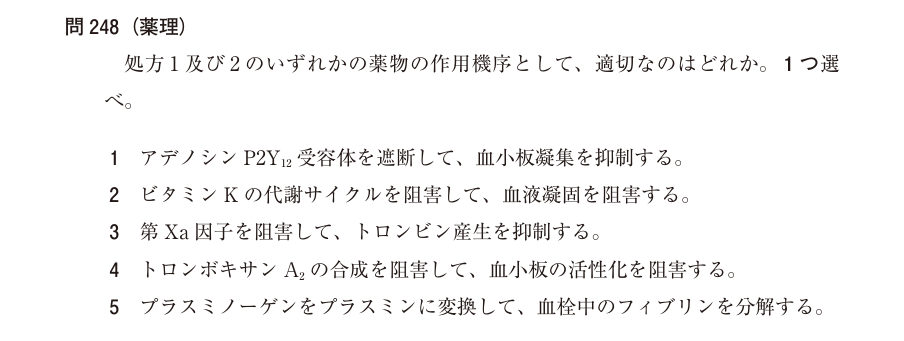 問 248（薬理）
処方１及び２のいずれかの薬物の作用機序として、適切なのはどれか。１つ選
べ。
1 アデノシン P2Y₁₂ 受容体を遮断して、血小板凝集を抑制する。
2 ビタミン K の代謝サイクルを阻害して、血液凝固を阻害する。
3 第 Xa 因子を阻害して、トロンビン産生を抑制する。
4 トロンボキサン A₂ の合成を阻害して、血小板の活性化を阻害する。
5 プラスミノーゲンをプラスミンに変換して、血栓中のフィブリンを分解する。